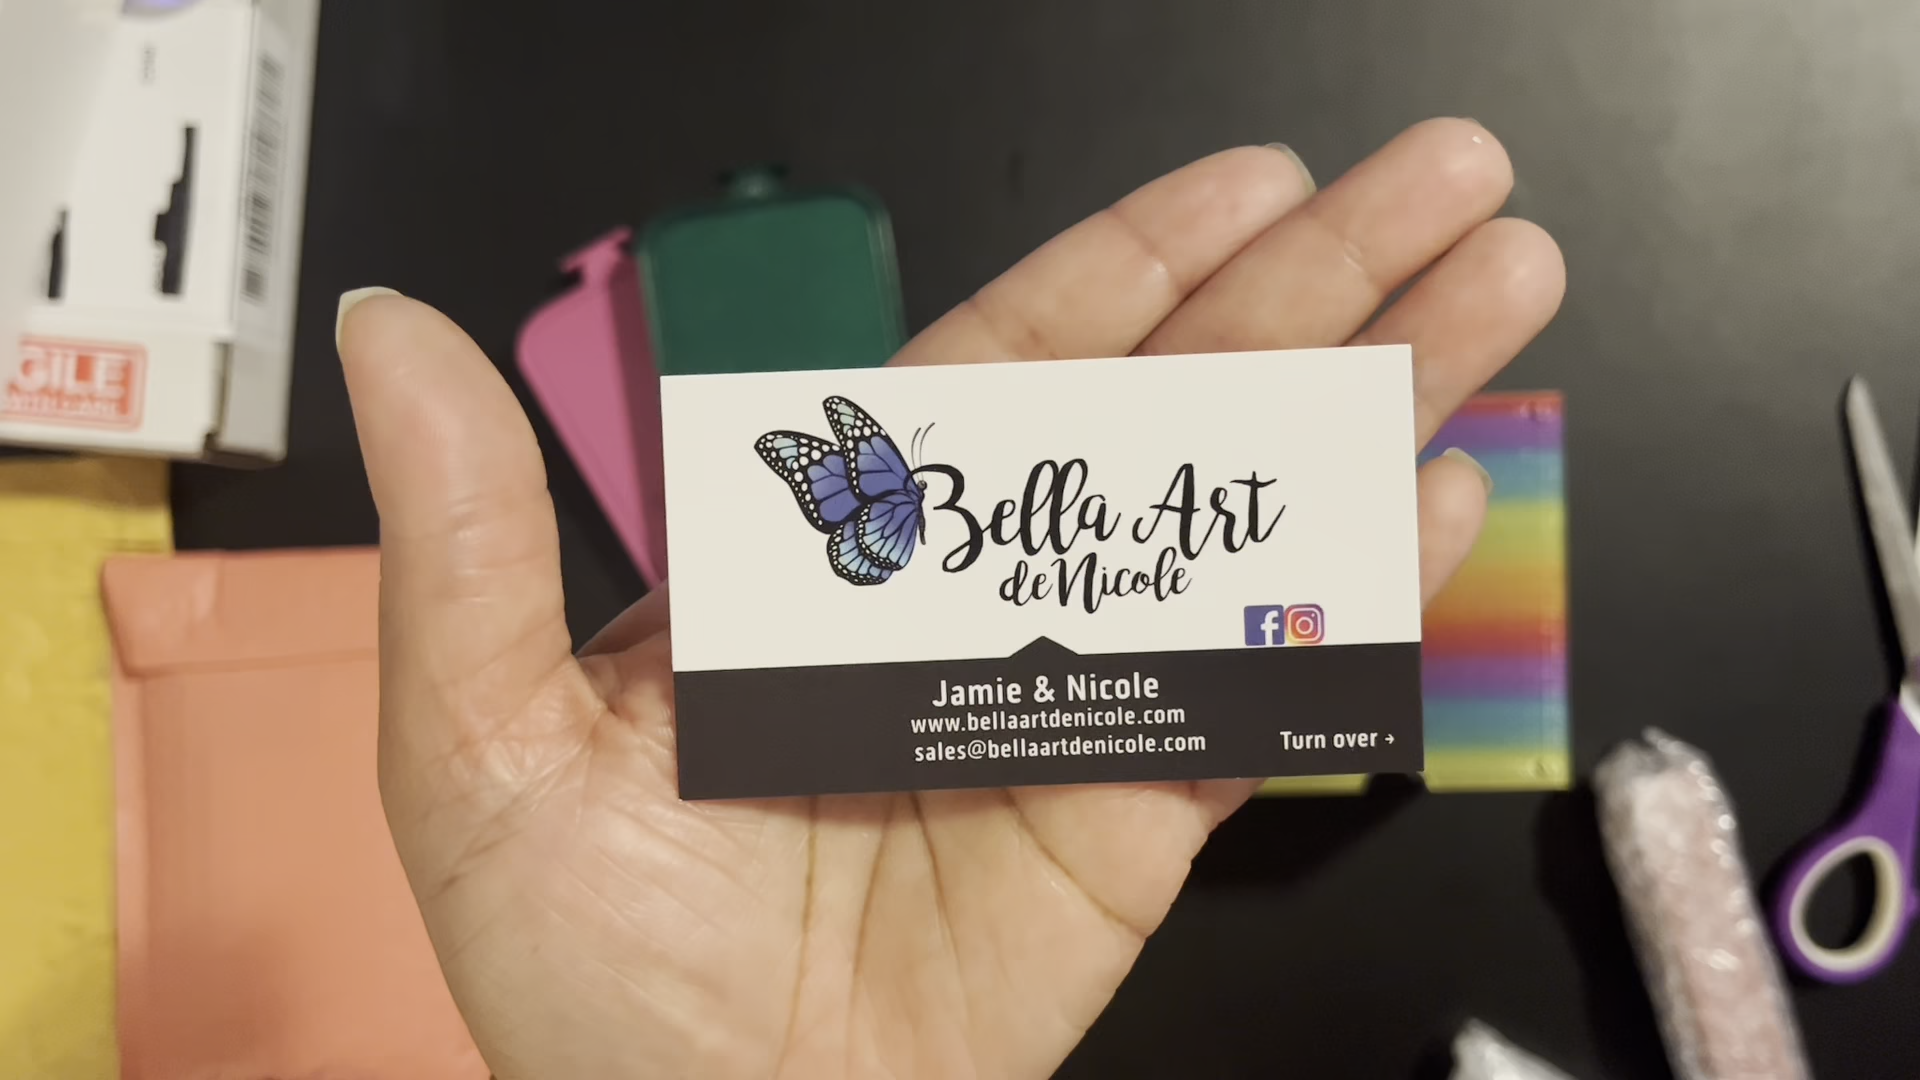 Bella Art
deNicole
Jamie & Nicole
www.bellaartdenicole.com
sales@bellaartdenicole.com
Turn over →
GILE